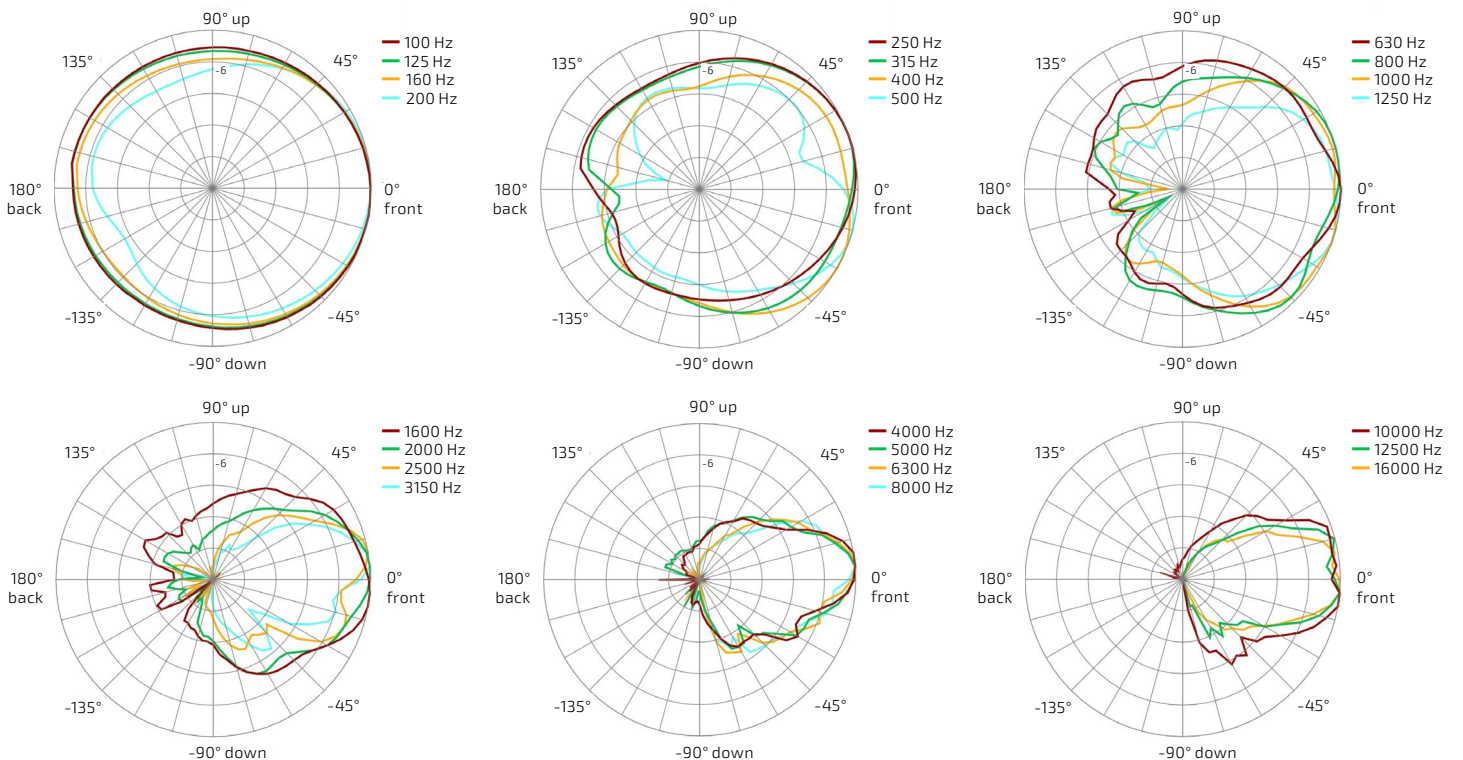 90° up
135°
45°
-6
180°
back
0°
front
-135°
-45°
-90° down
100 Hz
125 Hz
160 Hz
200 Hz
90° up
135°
45°
-6
180°
back
0°
front
-135°
-45°
-90° down
250 Hz
315 Hz
400 Hz
500 Hz
90° up
135°
45°
-6
180°
back
0°
front
-135°
-45°
-90° down
630 Hz
800 Hz
1000 Hz
1250 Hz
90° up
135°
45°
-6
180°
back
0°
front
-135°
-45°
-90° down
1600 Hz
2000 Hz
2500 Hz
3150 Hz
90° up
135°
45°
-6
180°
back
0°
front
-135°
-45°
-90° down
4000 Hz
5000 Hz
6300 Hz
8000 Hz
90° up
135°
45°
-6
180°
back
0°
front
-135°
-45°
-90° down
10000 Hz
12500 Hz
16000 Hz